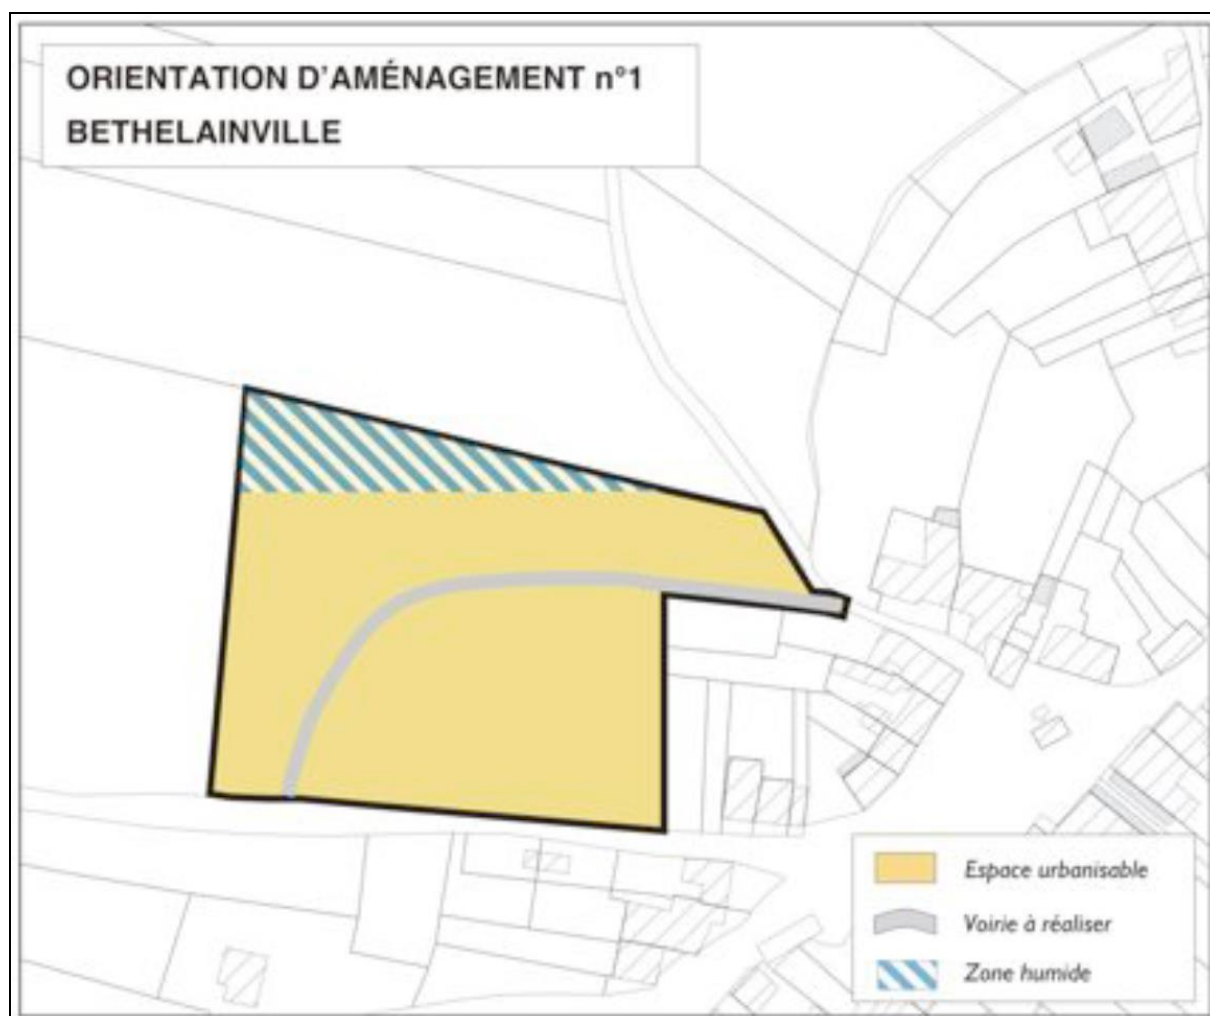 ORIENTATION D'AMÉNAGEMENT n°1
BETHELAINVILLE
Espace urbanisable
Voirie à réaliser
Zone humide